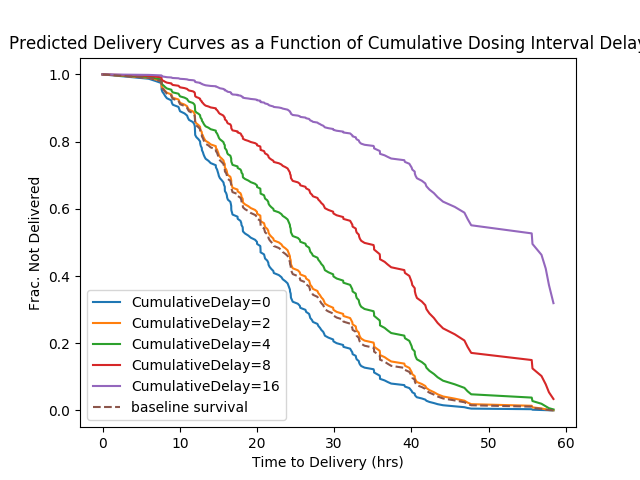 Predicted Delivery Curves as a Function of Cumulative Dosing Interval Delay
1.0
0.8
0.6
0.4
0.2
0.0
Frac. Not Delivered
CumulativeDelay=0
CumulativeDelay=2
CumulativeDelay=4
CumulativeDelay=8
CumulativeDelay=16
baseline survival
0 10 20 30 40 50 60
Time to Delivery (hrs)